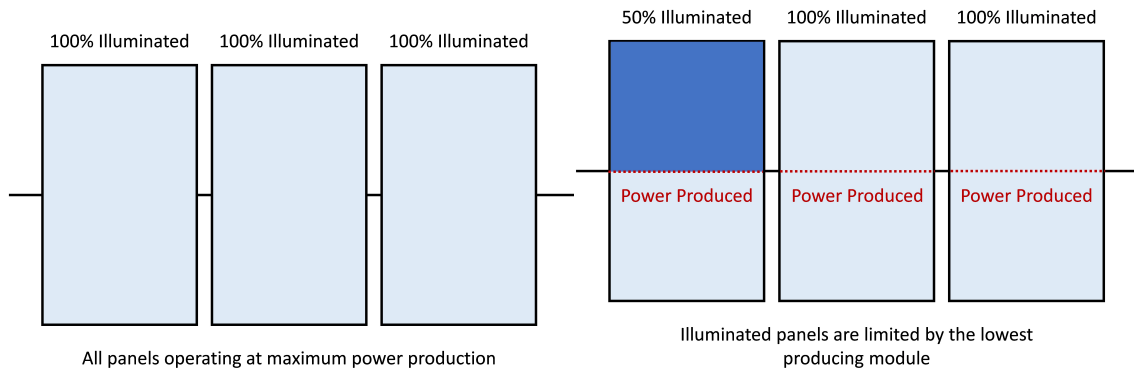 100% Illuminated
100% Illuminated
100% Illuminated
All panels operating at maximum power production
50% Illuminated
100% Illuminated
100% Illuminated
Power Produced
Power Produced
Power Produced
Illuminated panels are limited by the lowest
producing module